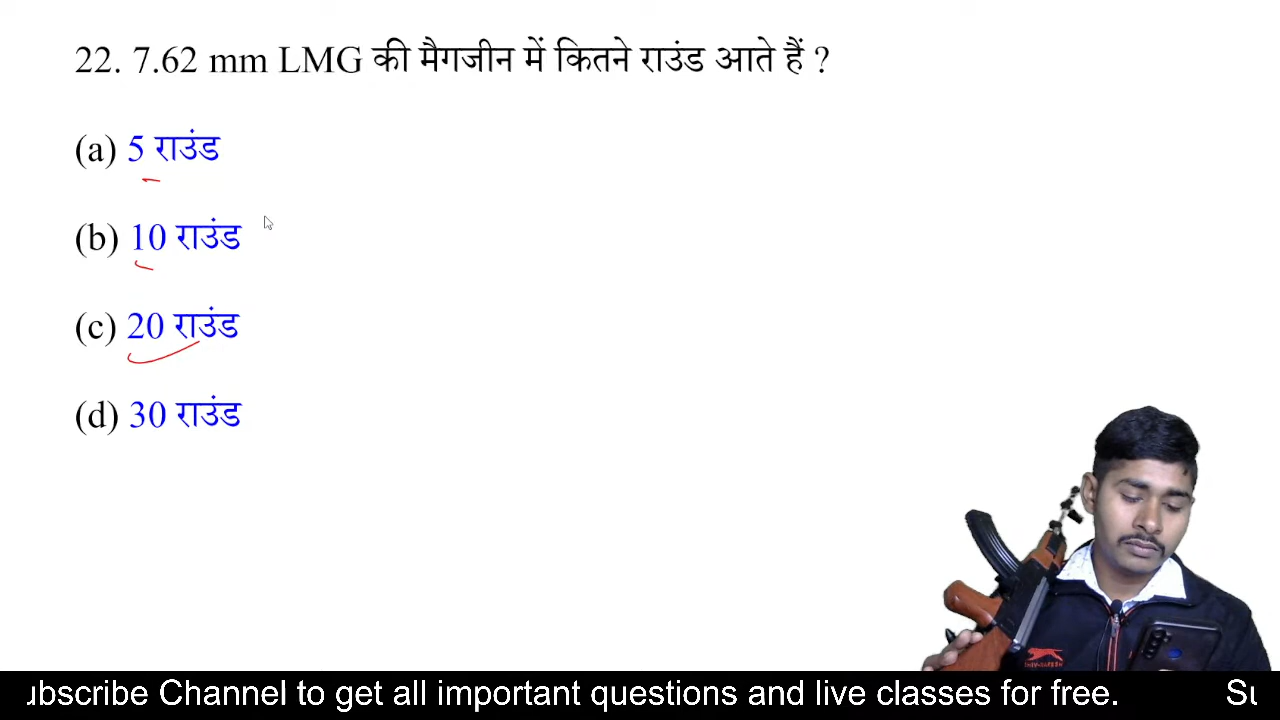 22. 7.62 mm LMG की मैगजीन में कितने राउंड आते हैं ?
(a) 5 राउंड
(b) 10 राउंड
(c) 20 राउंड
(d) 30 राउंड
ubscribe Channel to get all important questions and live classes for free. Su